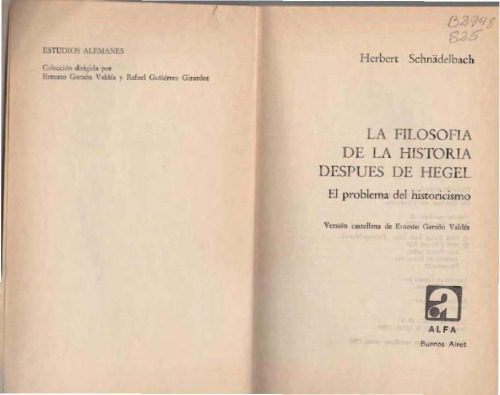 ESTUDIOS ALEMANES
Colección dirigida por
Ernesto Garzón Valdés y Rafael Gutiérrez Girardot
B2748
S25
Herbert Schnädelbach
LA FILOSOFIA
DE LA HISTORIA
DESPUES DE HEGEL
El problema del historicismo
Versión castellana de Ernesto Garzón Valdés
ALFA
Buenos Aires